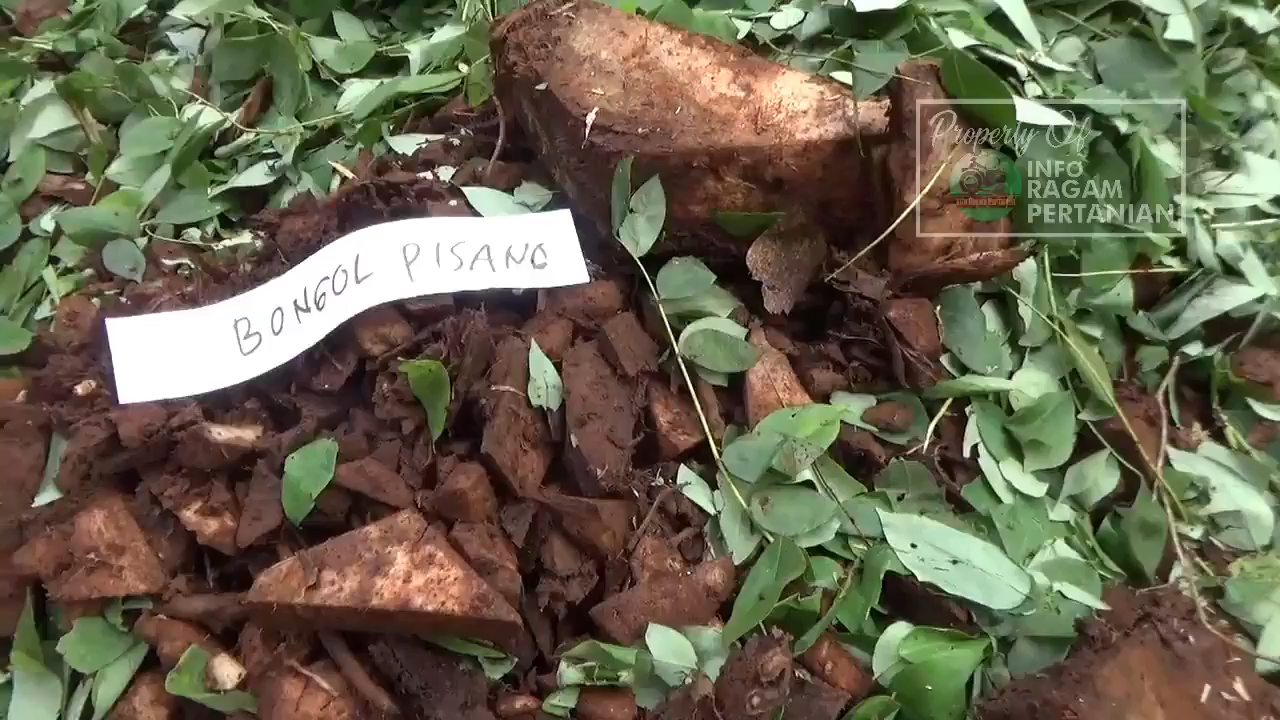 BONGOL PISANG
Property Of
INFO
RAGAM
PERTANIAN